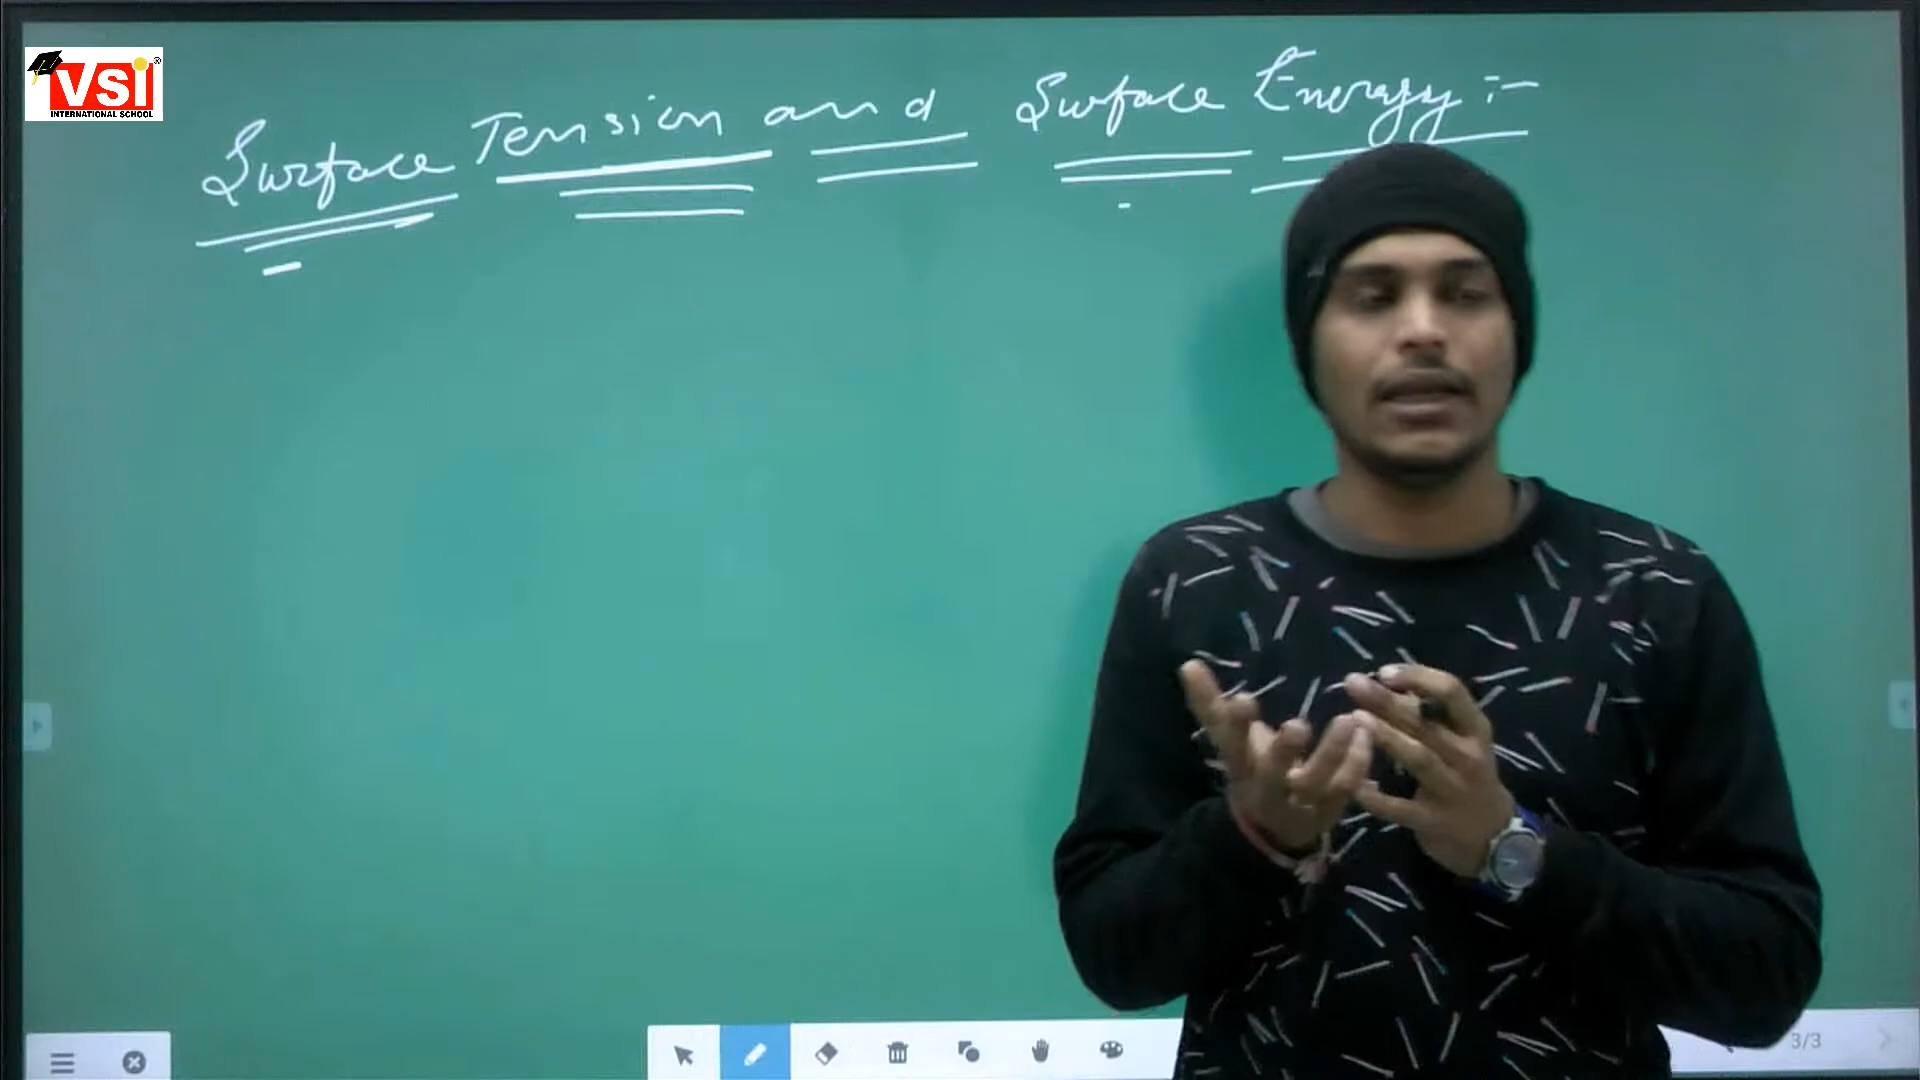 VSI®
INTERNATIONAL SCHOOL
Surface Tension and Surface Energy :-
3/3